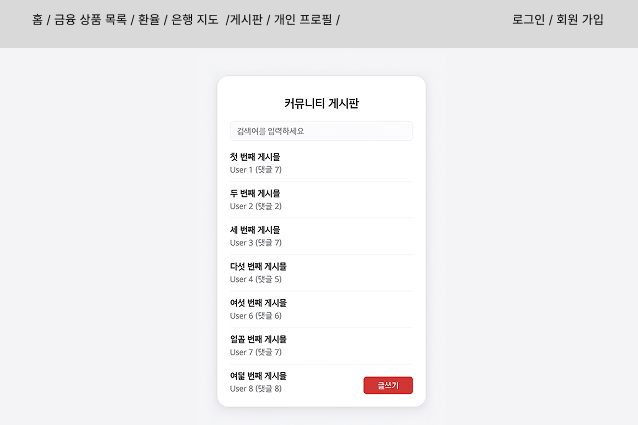 홈 / 금융 상품 목록 / 환율 / 은행 지도 /게시판 / 개인 프로필 /
로그인 / 회원 가입
커뮤니티 게시판
검색어를 입력하세요
첫 번째 게시물
User 1 (댓글 7)
두 번째 게시물
User 2 (댓글 2)
세 번째 게시물
User 3 (댓글 7)
다섯 번째 게시물
User 4 (댓글 5)
여섯 번째 게시물
User 6 (댓글 6)
일곱 번째 게시물
User 7 (댓글 7)
여덟 번째 게시물
User 8 (댓글 8)
글쓰기